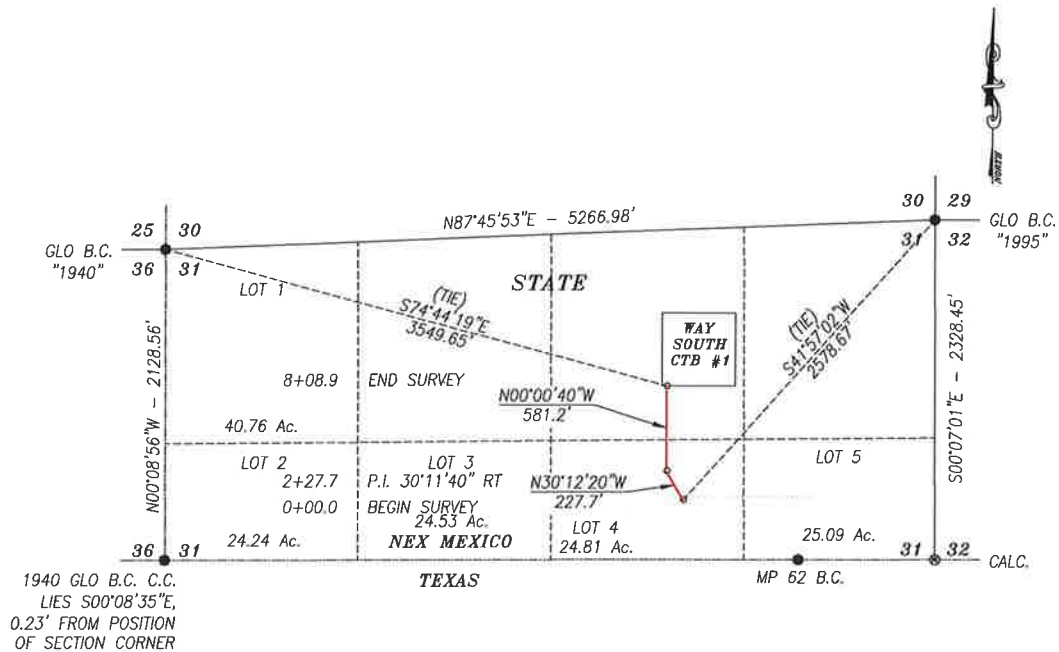 NORTH
25 30
N87°45'53"E - 5266.98'
30 29
GLO B.C.
"1940"
GLO B.C.
"1995"
36 31
31 32
LOT 1
STATE
(TIE)
S74°44'19"E
3549.65'
(TIE)
S41°57'02"W
2578.67'
WAY
SOUTH
CTB #1
N00°08'56"W - 2128.56'
S00°07'01"E - 2328.45'
8+08.9 END SURVEY
N00°00'40"W
581.2'
40.76 Ac.
LOT 2
LOT 3
LOT 5
2+27.7 P.I. 30°11'40" RT
N30°12'20"W
227.7'
0+00.0 BEGIN SURVEY
24.53 Ac.
LOT 4
24.24 Ac.
NEX MEXICO
24.81 Ac.
25.09 Ac.
36 31
31 32
CALC.
TEXAS
MP 62 B.C.
1940 GLO B.C. C.C.
LIES S00°08'35"E,
0.23' FROM POSITION
OF SECTION CORNER